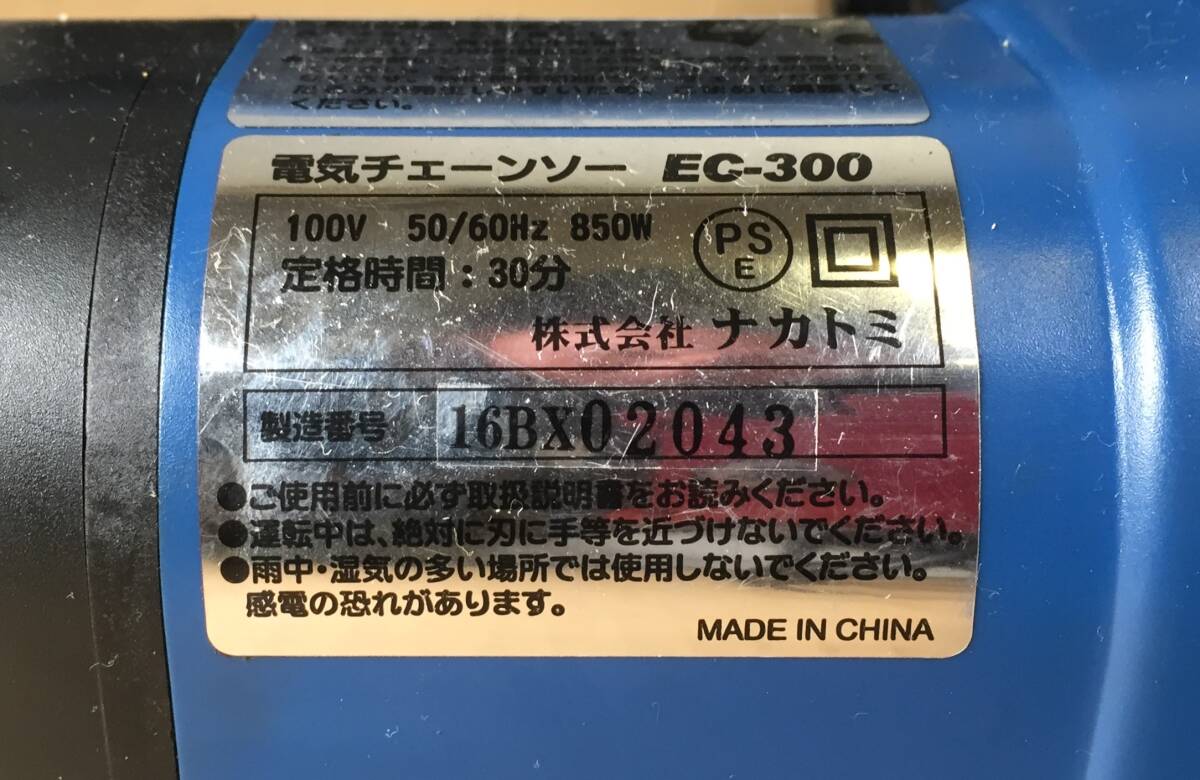 ください。
電気チェーンソー EC-300
100V 50/60Hz 850W
PS
E
定格時間：30分
株式会社 ナカトミ
製造番号 16BX02043
●ご使用前に必ず取扱説明書をお読みください。
●運転中は、絶対に刃に手等を近づけないでください。
●雨中・湿気の多い場所では使用しないでください。
感電の恐れがあります。
MADE IN CHINA